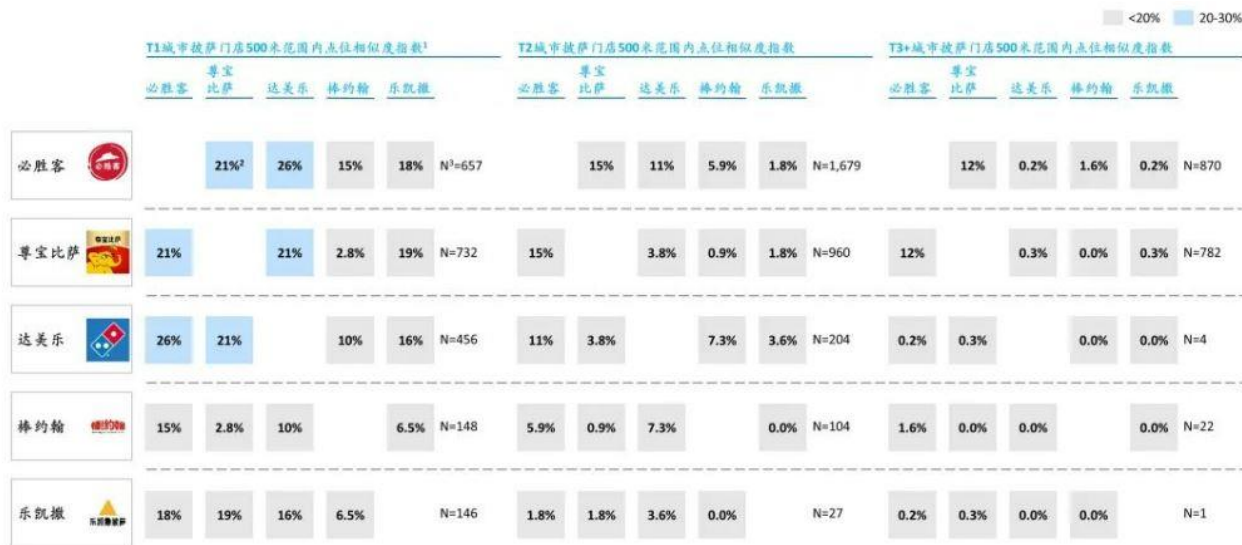 <20% 20-30%
T1城市披萨门店500米范围内点位相似度指数¹ T2城市披萨门店500米范围内点位相似度指数 T3+城市披萨门店500米范围内点位相似度指数
必胜客 尊宝比萨 达美乐 棒约翰 乐凯撒 必胜客 尊宝比萨 达美乐 棒约翰 乐凯撒 必胜客 尊宝比萨 达美乐 棒约翰 乐凯撒
必胜客 必胜客 21%² 26% 15% 18% N³=657 15% 11% 5.9% 1.8% N=1,679 12% 0.2% 1.6% 0.2% N=870
尊宝比萨 尊宝比萨 21% 21% 2.8% 19% N=732 15% 3.8% 0.9% 1.8% N=960 12% 0.3% 0.0% 0.3% N=782
达美乐 26% 21% 10% 16% N=456 11% 3.8% 7.3% 3.6% N=204 0.2% 0.3% 0.0% 0.0% N=4
棒约翰 15% 2.8% 10% 6.5% N=148 5.9% 0.9% 7.3% 0.0% N=104 1.6% 0.0% 0.0% 0.0% N=22
乐凯撒 18% 19% 16% 6.5% N=146 1.8% 1.8% 3.6% 0.0% N=27 0.2% 0.3% 0.0% 0.0% N=1